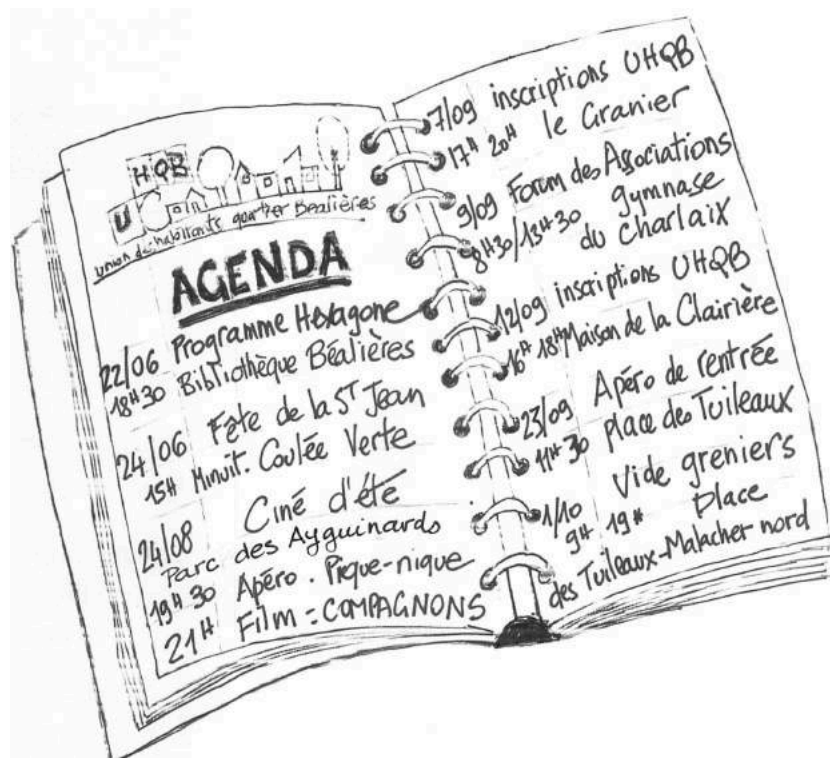 HQB
U
union des habitants quartier Béalières
AGENDA
22/06 Programme Hexagone
18H30 Bibliothèque Béalières
24/06 Fête de la ST Jean
15H Minuit. Coulée Verte
24/08 Ciné d'été
Parc des Ayguinards
19H30 Apéro. Pique-nique
21H Film = COMPAGNONS
7/09 inscriptions UHQB
17H 20H le Granier
9/09 Forum des Associations
8H30/13H30 gymnase
du Charlaix
12/09 inscriptions UHQB
16H 18H Maison de la Clairière
23/09 Apéro de rentrée
11H30 place des Tuileaux
1/10 Vide greniers
9H 19H Place
des Tuileaux-Malacher nord